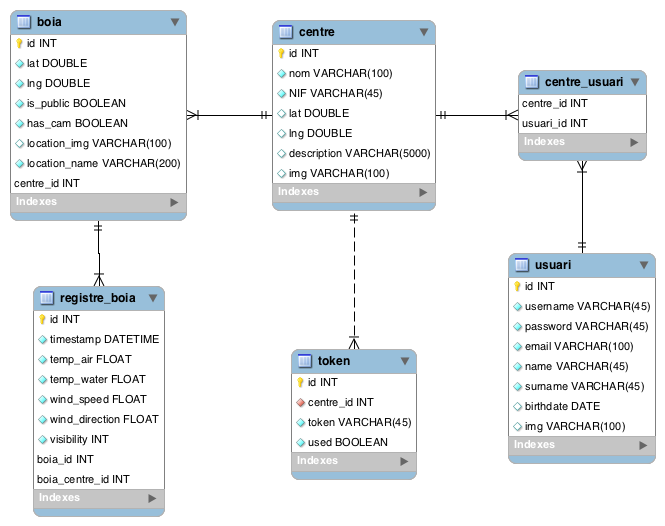 boia
id INT
lat DOUBLE
lng DOUBLE
is_public BOOLEAN
has_cam BOOLEAN
location_img VARCHAR(100)
location_name VARCHAR(200)
centre_id INT
Indexes
centre
id INT
nom VARCHAR(100)
NIF VARCHAR(45)
lat DOUBLE
lng DOUBLE
description VARCHAR(5000)
img VARCHAR(100)
Indexes
centre_usuari
centre_id INT
usuari_id INT
Indexes
registre_boia
id INT
timestamp DATETIME
temp_air FLOAT
temp_water FLOAT
wind_speed FLOAT
wind_direction FLOAT
visibility INT
boia_id INT
boia_centre_id INT
Indexes
token
id INT
centre_id INT
token VARCHAR(45)
used BOOLEAN
Indexes
usuari
id INT
username VARCHAR(45)
password VARCHAR(45)
email VARCHAR(100)
name VARCHAR(45)
surname VARCHAR(45)
birthdate DATE
img VARCHAR(100)
Indexes